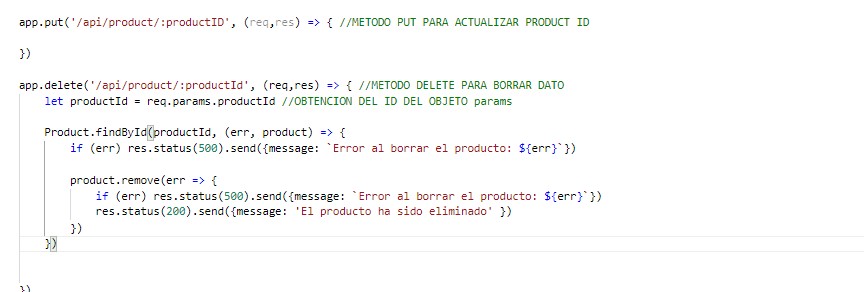 app.put('/api/product/:productID', (req,res) => { //METODO PUT PARA ACTUALIZAR PRODUCT ID
})
app.delete('/api/product/:productId', (req,res) => { //METODO DELETE PARA BORRAR DATO
let productId = req.params.productId //OBTENCION DEL ID DEL OBJETO params
Product.findById(productId, (err, product) => {
if (err) res.status(500).send({message: `Error al borrar el producto: ${err}`})
product.remove(err => {
if (err) res.status(500).send({message: `Error al borrar el producto: ${err}`})
res.status(200).send({message: 'El producto ha sido eliminado' })
})
})
})